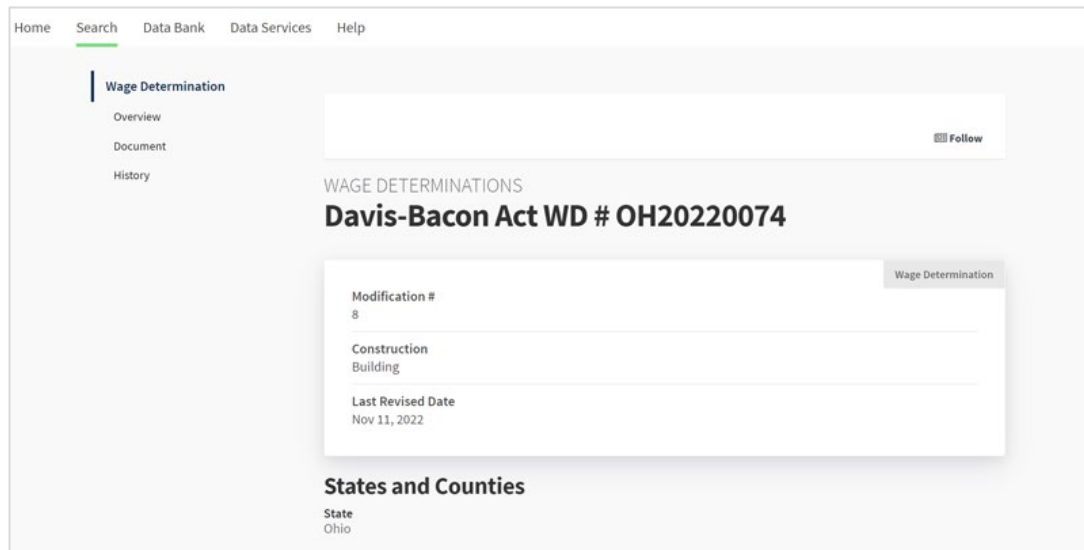 Home Search Data Bank Data Services Help
Wage Determination
Overview
Document
History
Follow
WAGE DETERMINATIONS
Davis-Bacon Act WD # OH20220074
Wage Determination
Modification #
8
Construction
Building
Last Revised Date
Nov 11, 2022
States and Counties
State
Ohio